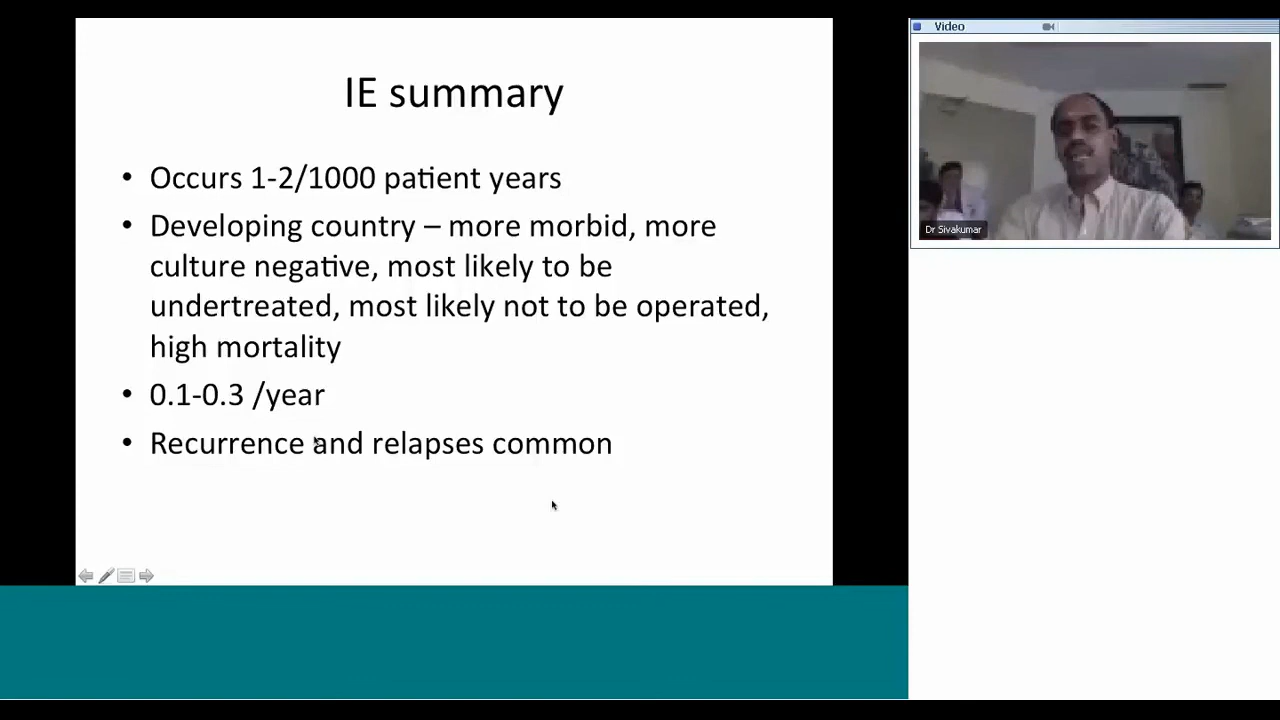 IE summary
• Occurs 1-2/1000 patient years
• Developing country – more morbid, more
culture negative, most likely to be
undertreated, most likely not to be operated,
high mortality
• 0.1-0.3 /year
• Recurrence and relapses common
Video
Dr Sivakumar